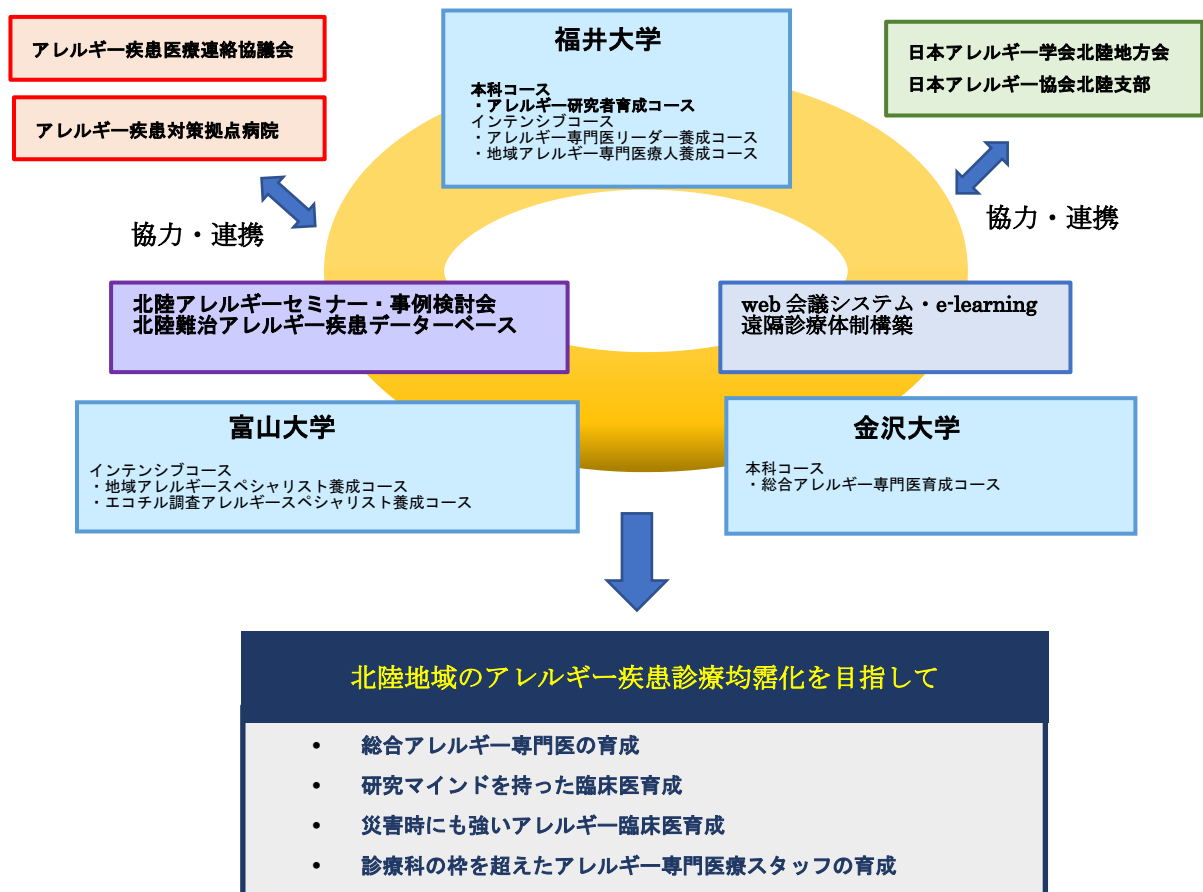 アレルギー疾患医療連絡協議会
アレルギー疾患対策拠点病院
福井大学
本科コース
・アレルギー研究者育成コース
インテンシブコース
・アレルギー専門医リーダー養成コース
・地域アレルギー専門医療人養成コース
日本アレルギー学会北陸地方会
日本アレルギー協会北陸支部
協力・連携
協力・連携
北陸アレルギーセミナー・事例検討会
北陸難治アレルギー疾患データーベース
web 会議システム・e-learning
遠隔診療体制構築
富山大学
インテンシブコース
・地域アレルギースペシャリスト養成コース
・エコチル調査アレルギースペシャリスト養成コース
金沢大学
本科コース
・総合アレルギー専門医育成コース
北陸地域のアレルギー疾患診療均霑化を目指して
• 総合アレルギー専門医の育成
• 研究マインドを持った臨床医育成
• 災害時にも強いアレルギー臨床医育成
• 診療科の枠を超えたアレルギー専門医療スタッフの育成